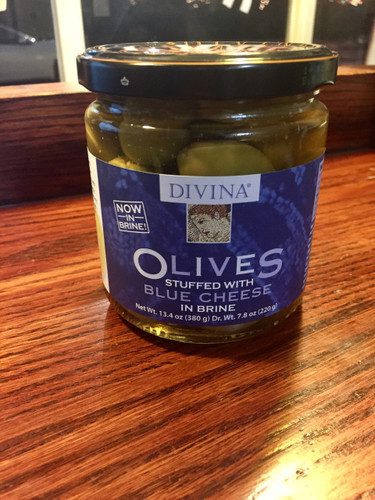 DIVINA®
NOW
IN
BRINE!
OLIVES
STUFFED WITH
BLUE CHEESE
IN BRINE
Net Wt. 13.4 oz (380 g) Dr. Wt. 7.8 oz (220 g)